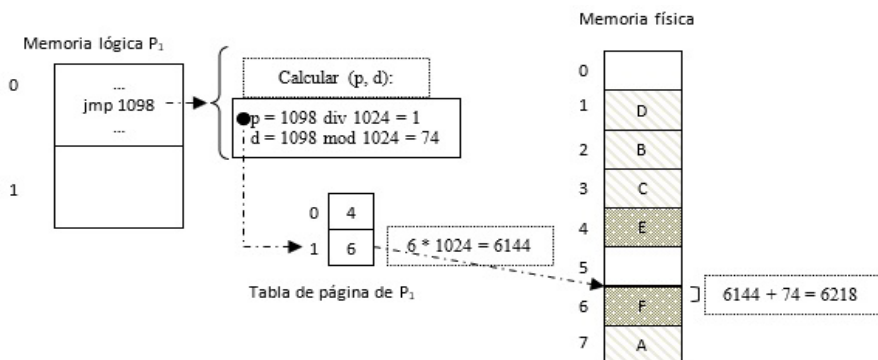 Memoria física
Memoria lógica P₁
0
...
jmp 1098
...
1
Calcular (p, d):
p = 1098 div 1024 = 1
d = 1098 mod 1024 = 74
0 4
1 6
6 * 1024 = 6144
Tabla de página de P₁
0
1 D
2 B
3 C
4 E
5
6 F
7 A
6144 + 74 = 6218